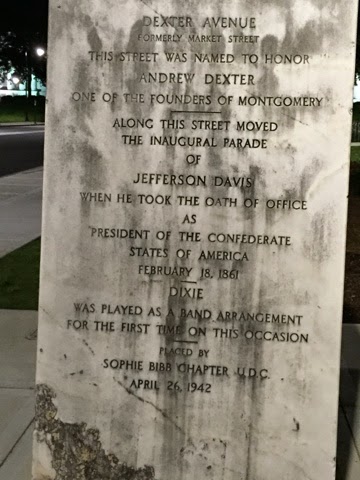 DEXTER AVENUE
FORMERLY MARKET STREET
THIS STREET WAS NAMED TO HONOR
ANDREW DEXTER
ONE OF THE FOUNDERS OF MONTGOMERY
ALONG THIS STREET MOVED
THE INAUGURAL PARADE
OF
JEFFERSON DAVIS
WHEN HE TOOK THE OATH OF OFFICE
AS
PRESIDENT OF THE CONFEDERATE
STATES OF AMERICA
FEBRUARY 18, 1861
DIXIE
WAS PLAYED AS A BAND ARRANGEMENT
FOR THE FIRST TIME ON THIS OCCASION
PLACED BY
SOPHIE BIBB CHAPTER U.D.C.
APRIL 26, 1942